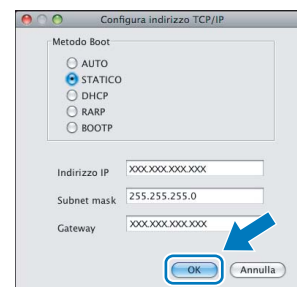 Configura indirizzo TCP/IP
Metodo Boot
AUTO
STATICO
DHCP
RARP
BOOTP
Indirizzo IP XXX.XXX.XXX.XXX
Subnet mask 255.255.255.0
Gateway XXX.XXX.XXX.XXX
OK Annulla